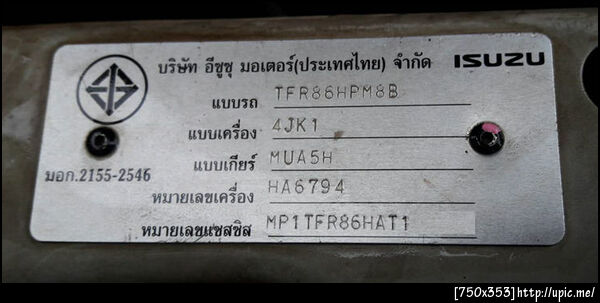 บริษัท อีซูซุ มอเตอร์(ประเทศไทย) จำกัด ISUZU
แบบรถ TFR86HPM8B
แบบเครื่อง 4JK1
แบบเกียร์ MUA5H
มอก.2155-2546
หมายเลขเครื่อง HA6794
หมายเลขแชสซิส MP1TFR86HAT1
[750x353]http://upic.me/